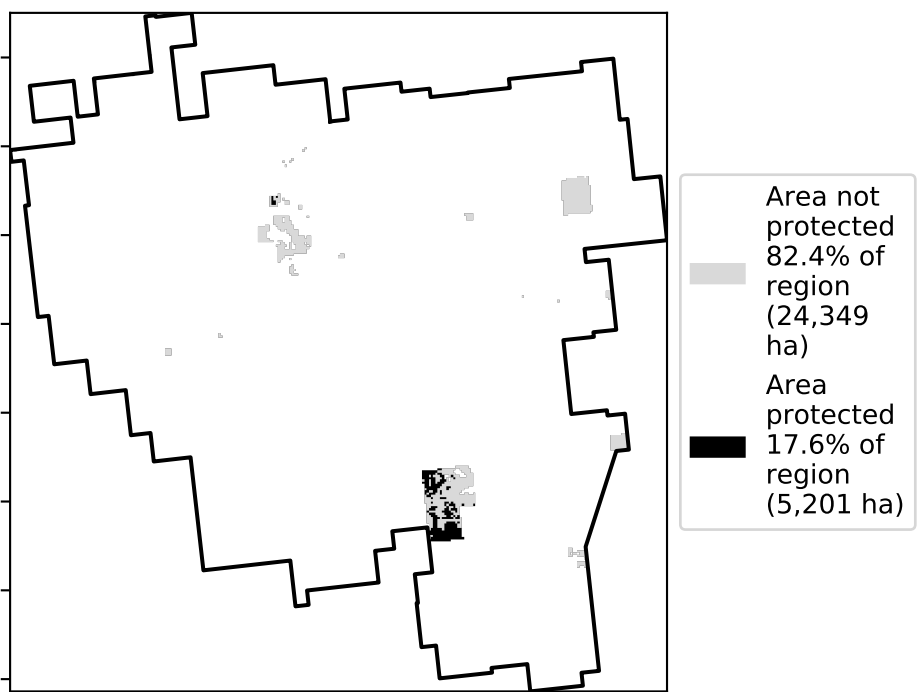 Area not
protected
82.4% of
region
(24,349
ha)
Area
protected
17.6% of
region
(5,201 ha)